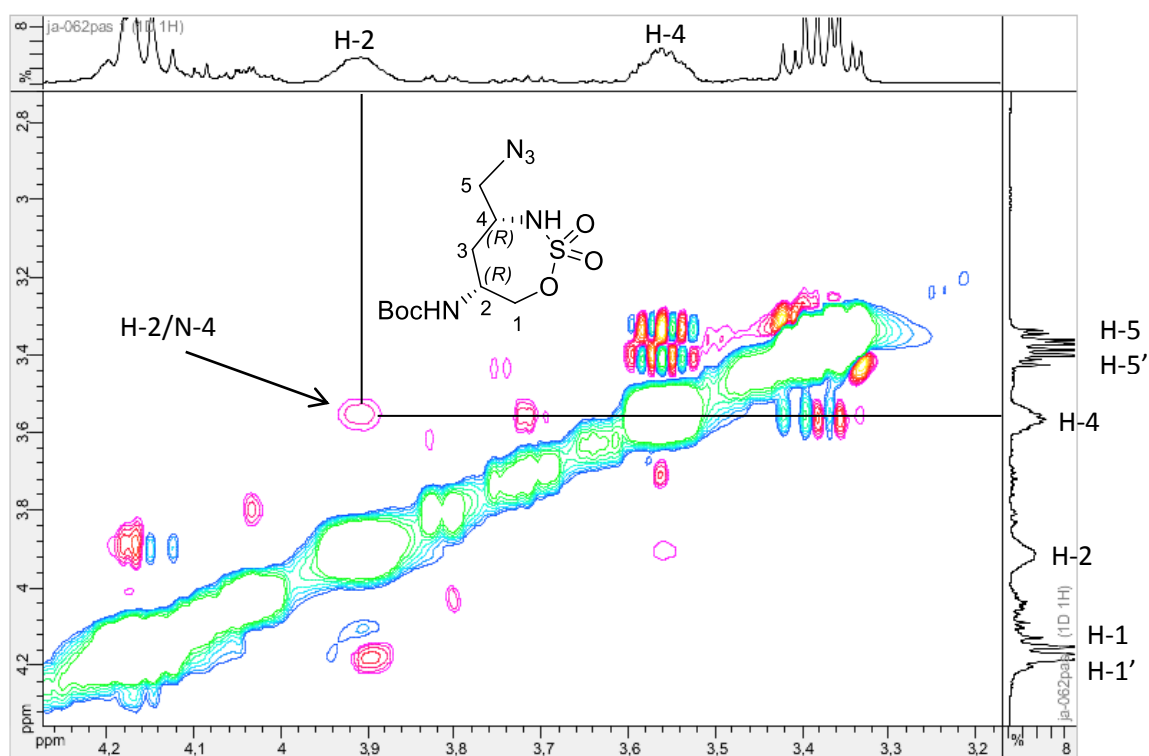 8
%
ja-062pas 1 (1D 1H)
H-2
H-4
2,8
3
3,2
3,4
3,6
3,8
4
4,2
ppm
N₃
5
4
NH
(R)
3
S
O
O
(R)
O
BocHN
2
1
H-2/N-4
H-5
H-5'
H-4
H-2
H-1
H-1'
ja-062pas 1 (1D 1H)
ppm
4,2
4,1
4
3,9
3,8
3,7
3,6
3,5
3,4
3,3
3,2
%
8